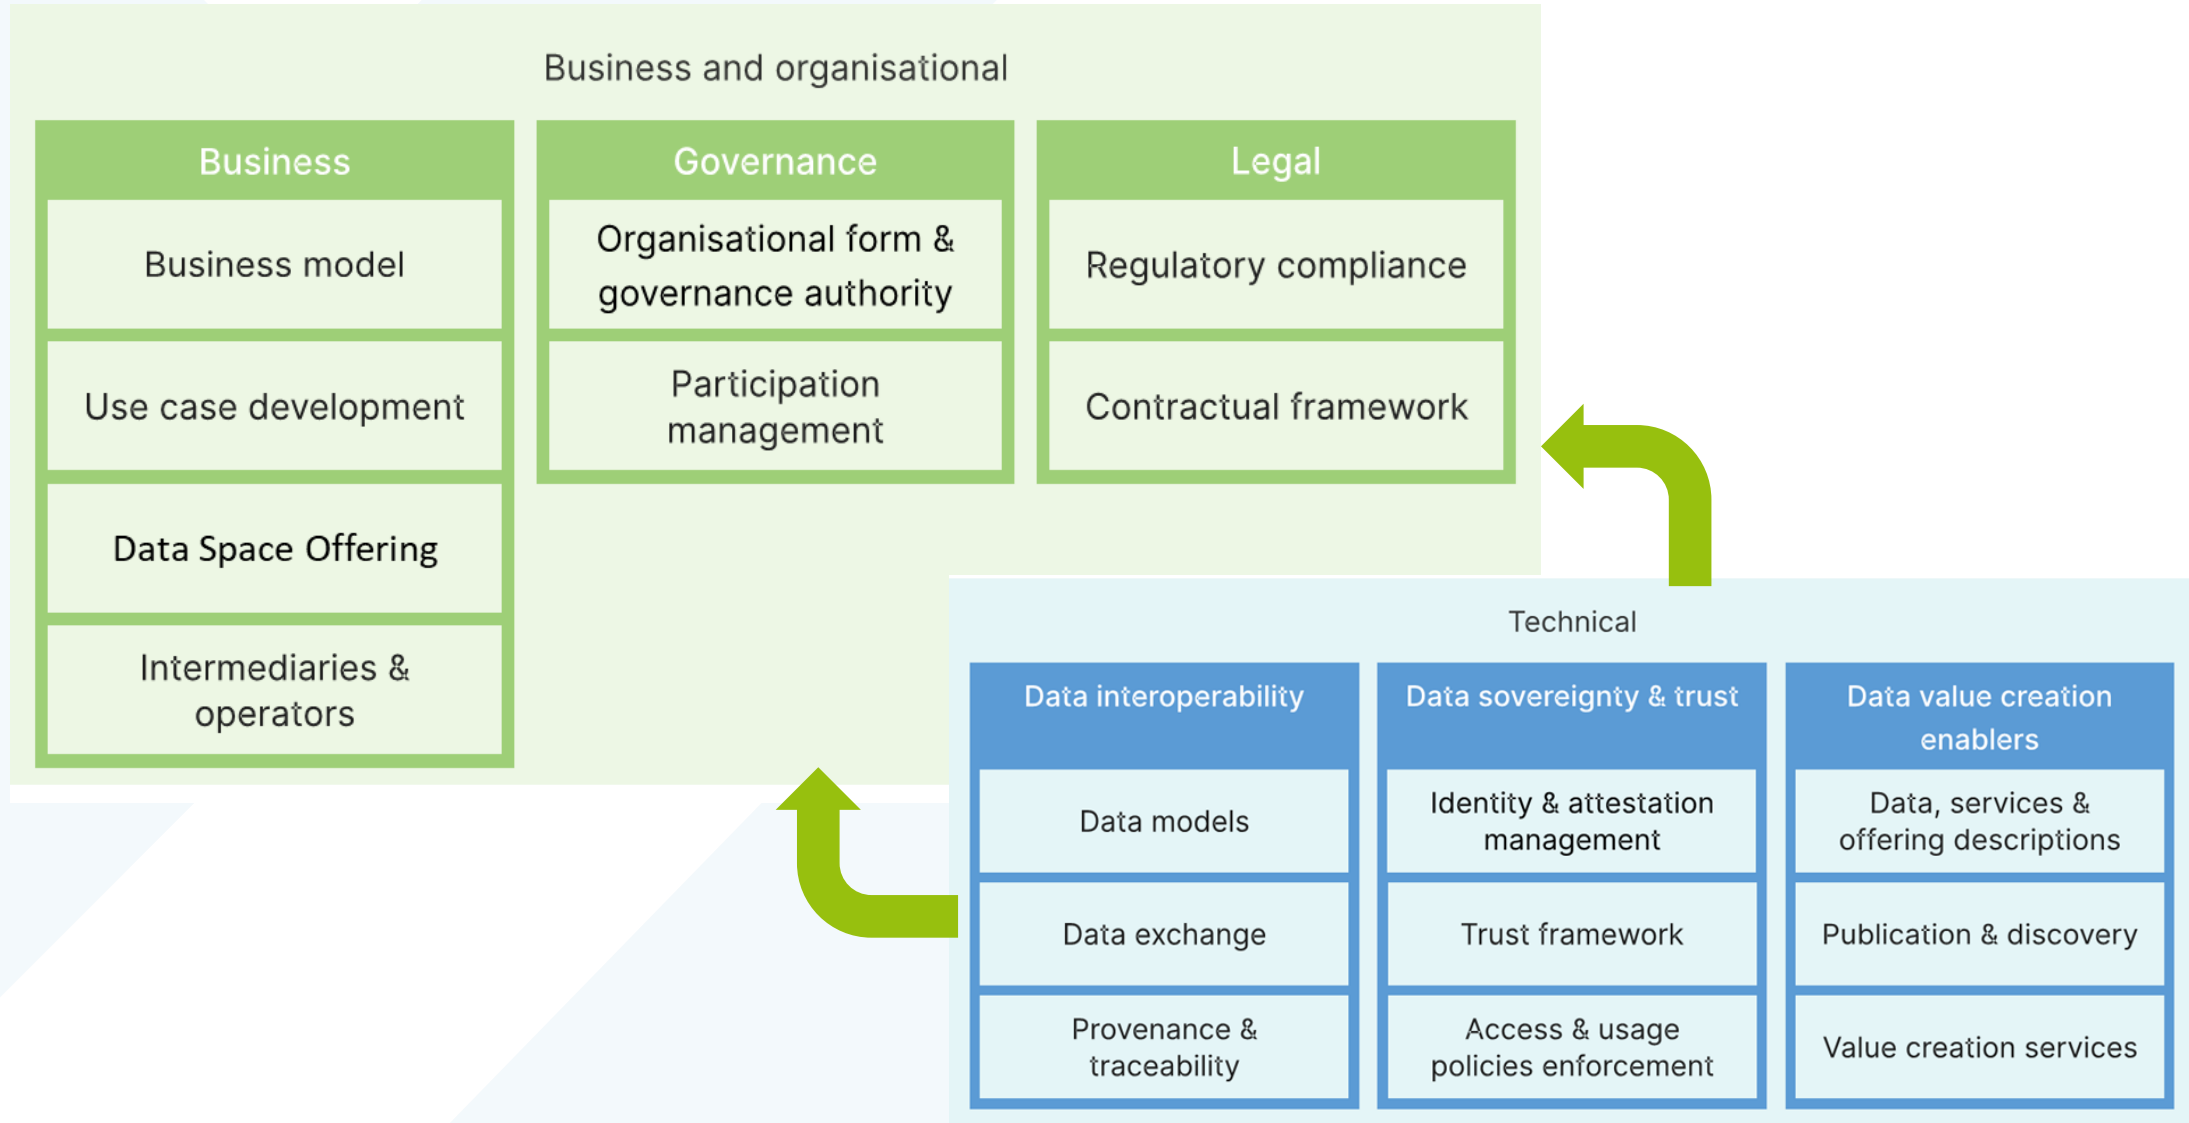 Business and organisational
Business
Business model
Use case development
Data Space Offering
Intermediaries &
operators
Governance
Organisational form &
governance authority
Participation
management
Legal
Regulatory compliance
Contractual framework
Technical
Data interoperability
Data models
Data exchange
Provenance &
traceability
Data sovereignty & trust
Identity & attestation
management
Trust framework
Access & usage
policies enforcement
Data value creation
enablers
Data, services &
offering descriptions
Publication & discovery
Value creation services